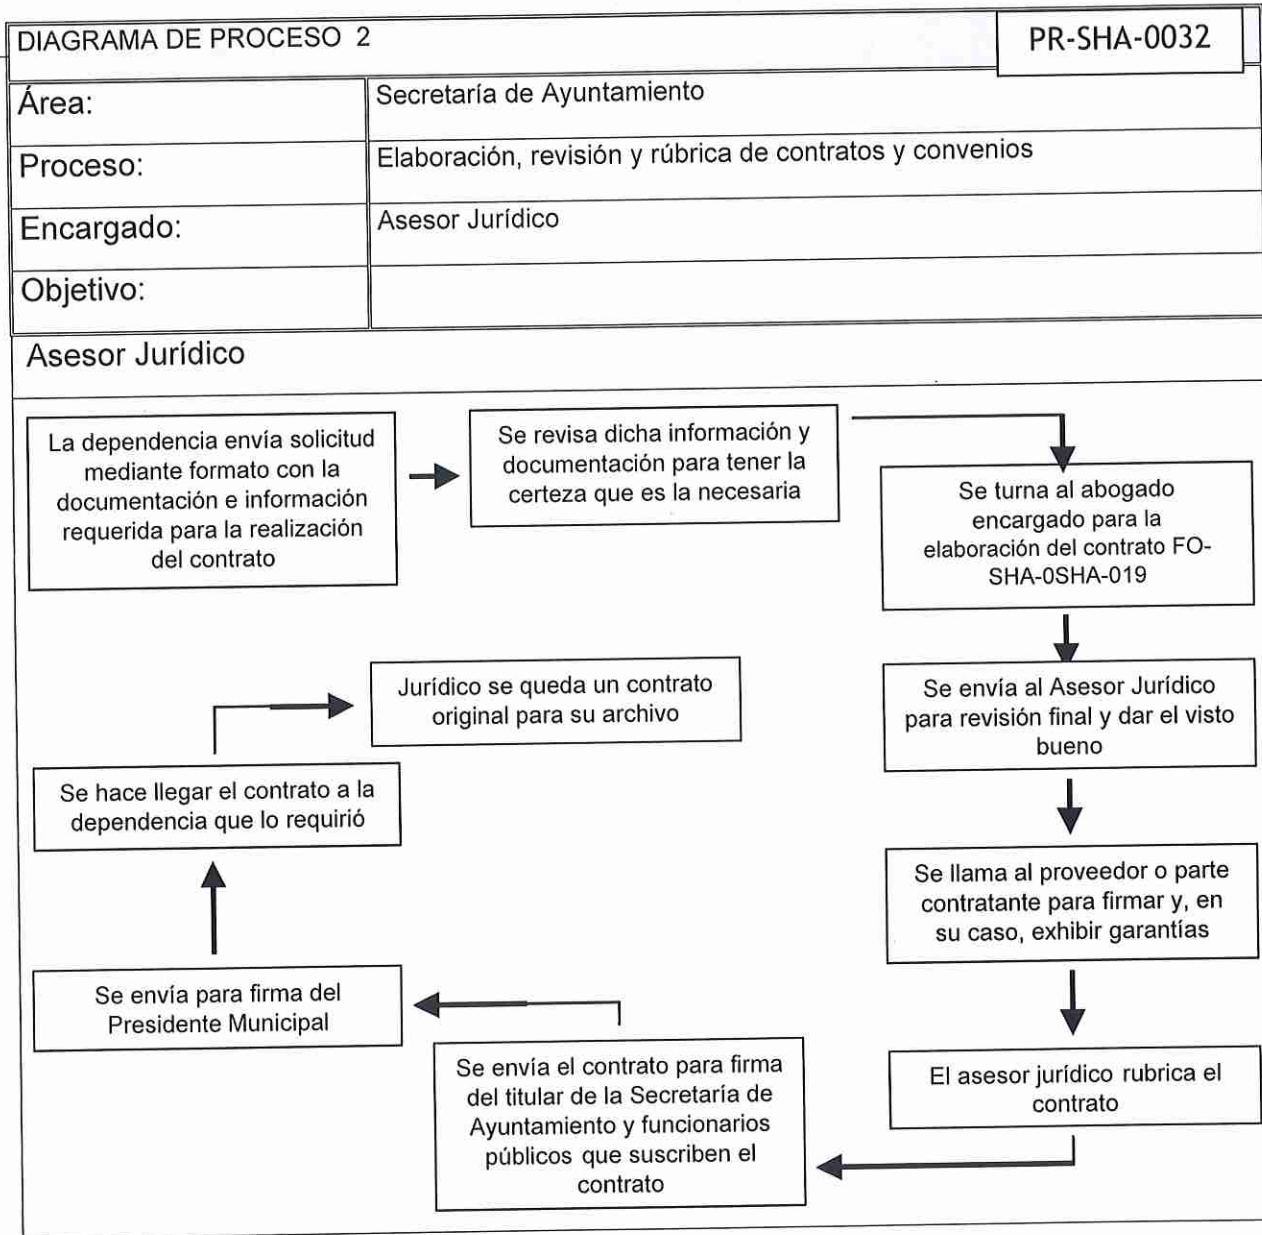 DIAGRAMA DE PROCESO 2
PR-SHA-0032
Área:
Secretaría de Ayuntamiento
Proceso:
Elaboración, revisión y rúbrica de contratos y convenios
Encargado:
Asesor Jurídico
Objetivo:
Asesor Jurídico
La dependencia envía solicitud
mediante formato con la
documentación e información
requerida para la realización
del contrato
Se revisa dicha información y
documentación para tener la
certeza que es la necesaria
Se turna al abogado
encargado para la
elaboración del contrato FO-
SHA-0SHA-019
Se envía al Asesor Jurídico
para revisión final y dar el visto
bueno
Se llama al proveedor o parte
contratante para firmar y, en
su caso, exhibir garantías
El asesor jurídico rubrica el
contrato
Se envía el contrato para firma
del titular de la Secretaría de
Ayuntamiento y funcionarios
públicos que suscriben el
contrato
Se envía para firma del
Presidente Municipal
Se hace llegar el contrato a la
dependencia que lo requirió
Jurídico se queda un contrato
original para su archivo